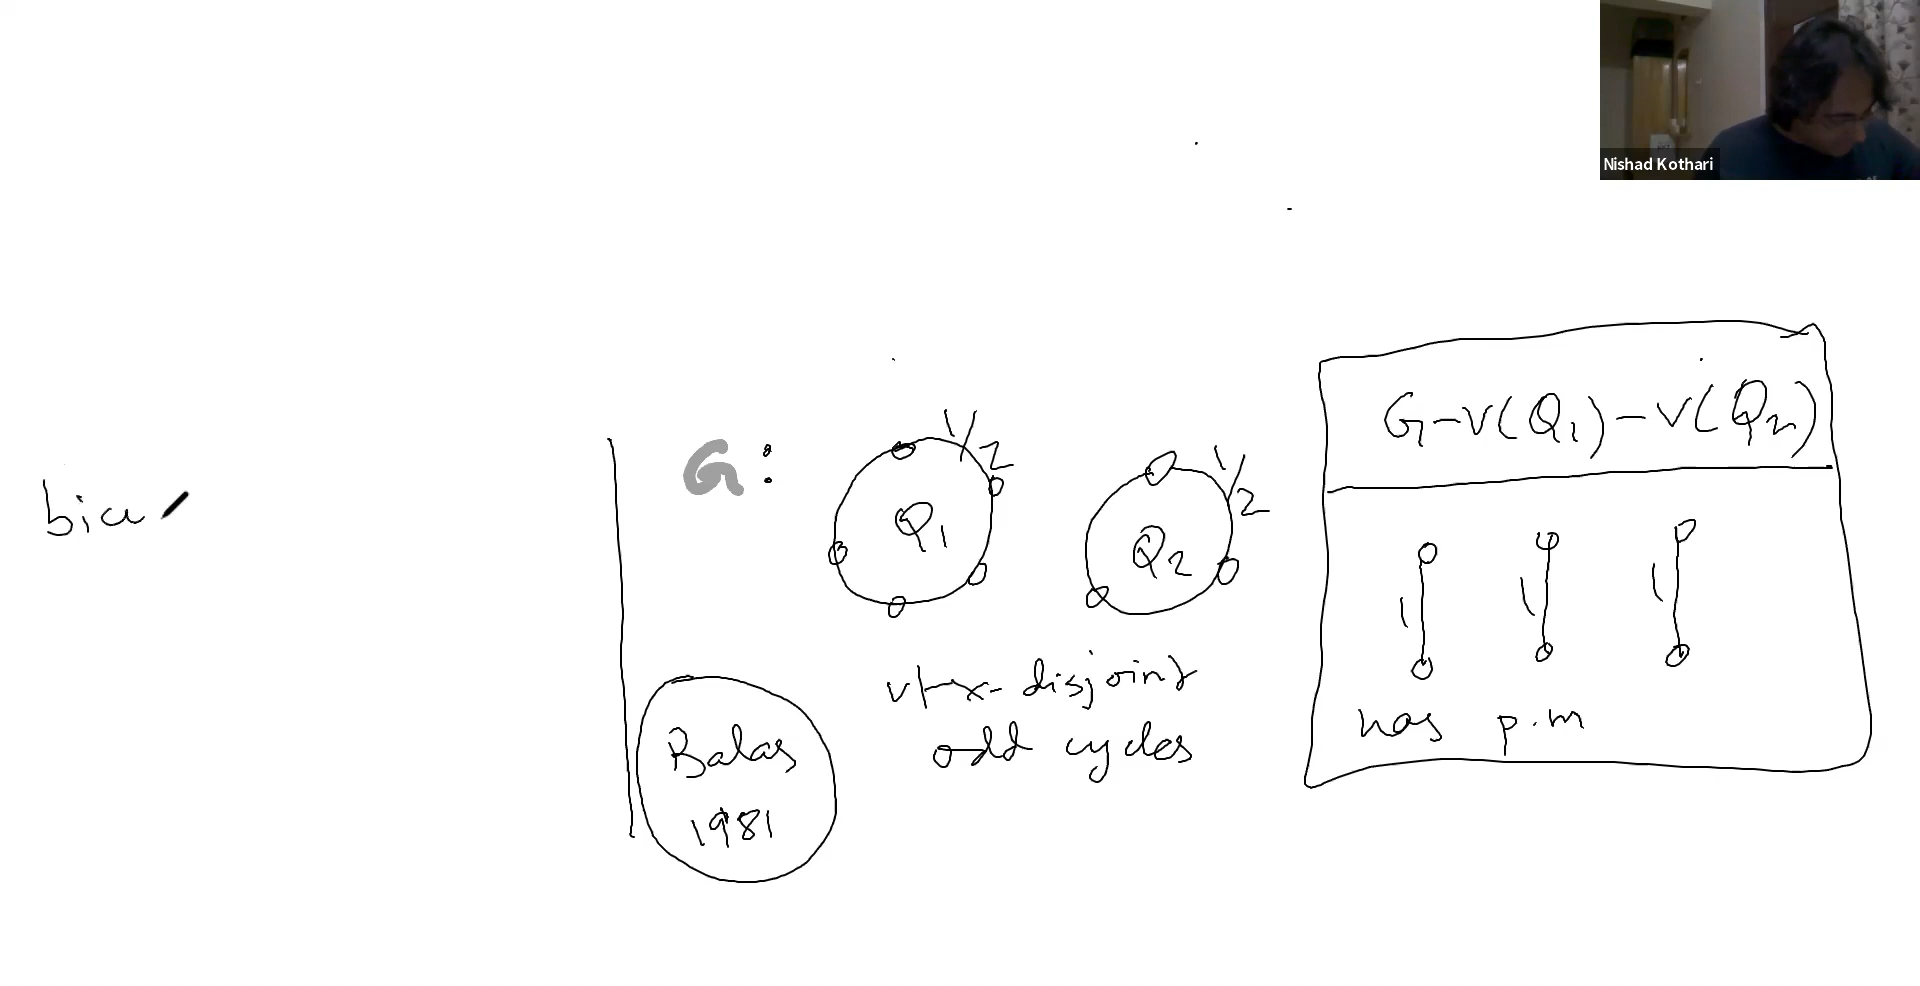 Nishad Kothari
bicu
G:
Q1
1/2
Q2
1/2
vtx-disjoint
odd cycles
Balas
1981
G-V(Q1)-V(Q2)
1 1 1
has p.m